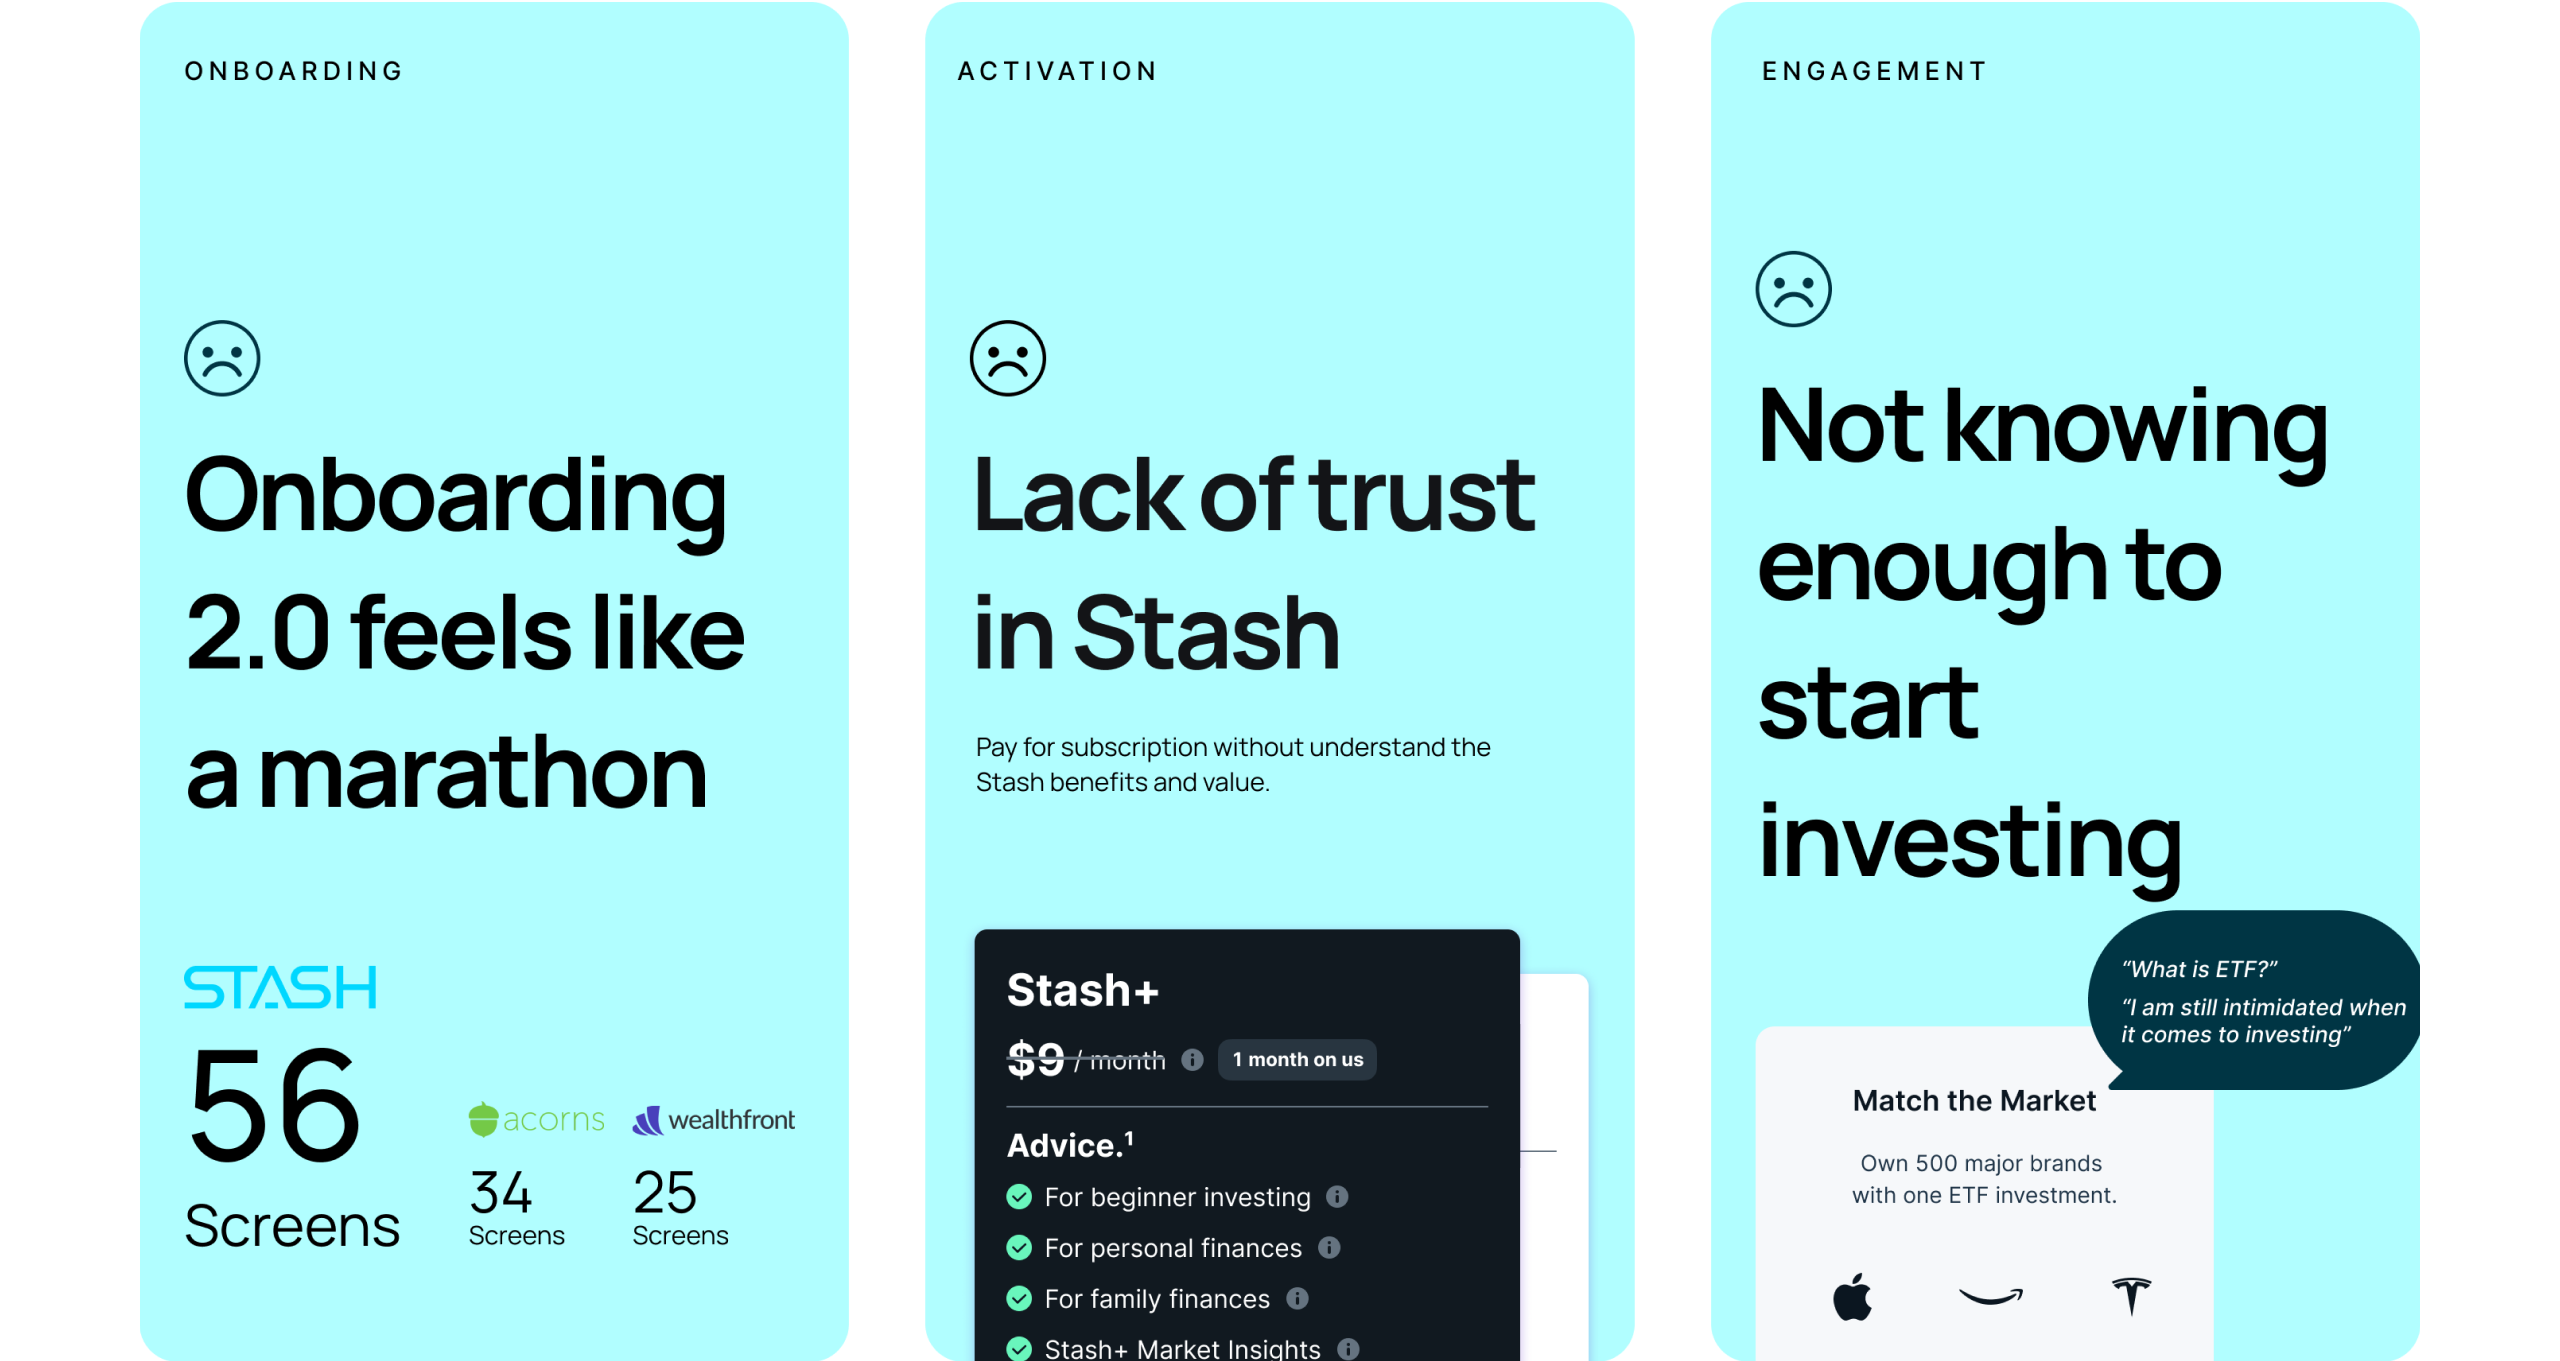 ONBOARDING
Onboarding
2.0 feels like
a marathon
STASH
56
Screens
acorns
34
Screens
wealthfront
25
Screens
ACTIVATION
Lack of trust
in Stash
Pay for subscription without understand the
Stash benefits and value.
Stash+
$9 / month 1 month on us
Advice.¹
For beginner investing
For personal finances
For family finances
Stash+ Market Insights
ENGAGEMENT
Not knowing
enough to
start
investing
“What is ETF?”
“I am still intimidated when
it comes to investing”
Match the Market
Own 500 major brands
with one ETF investment.